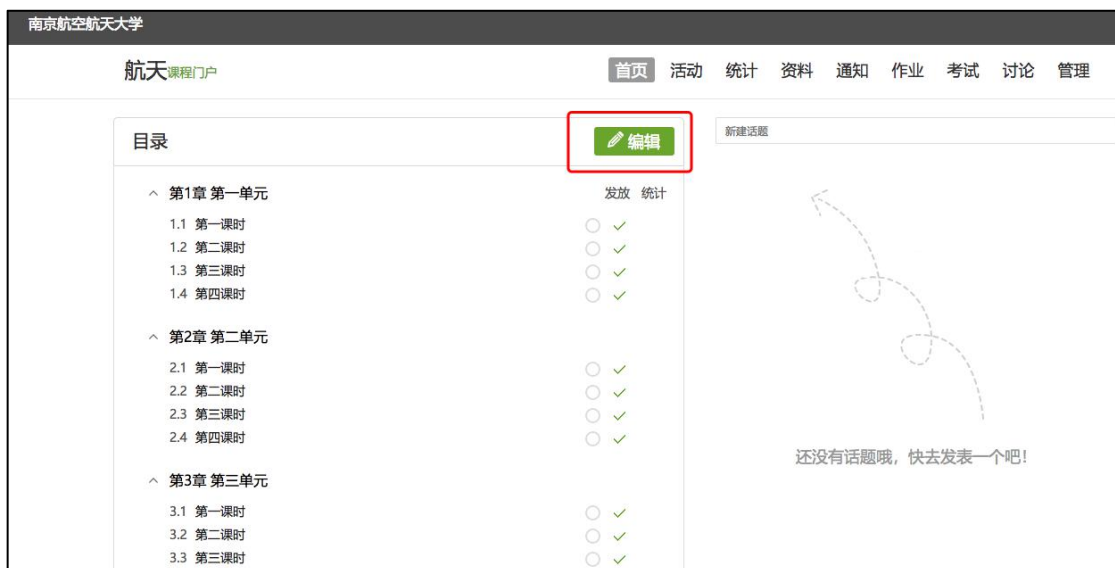 南京航空航天大学
航天课程门户
首页 活动 统计 资料 通知 作业 考试 讨论 管理
目录 编辑
第1章 第一单元 发放 统计
1.1 第一课时
1.2 第二课时
1.3 第三课时
1.4 第四课时
第2章 第二单元
2.1 第一课时
2.2 第二课时
2.3 第三课时
2.4 第四课时
第3章 第三单元
3.1 第一课时
3.2 第二课时
3.3 第三课时
新建话题
还没有话题哦，快去发表一个吧！